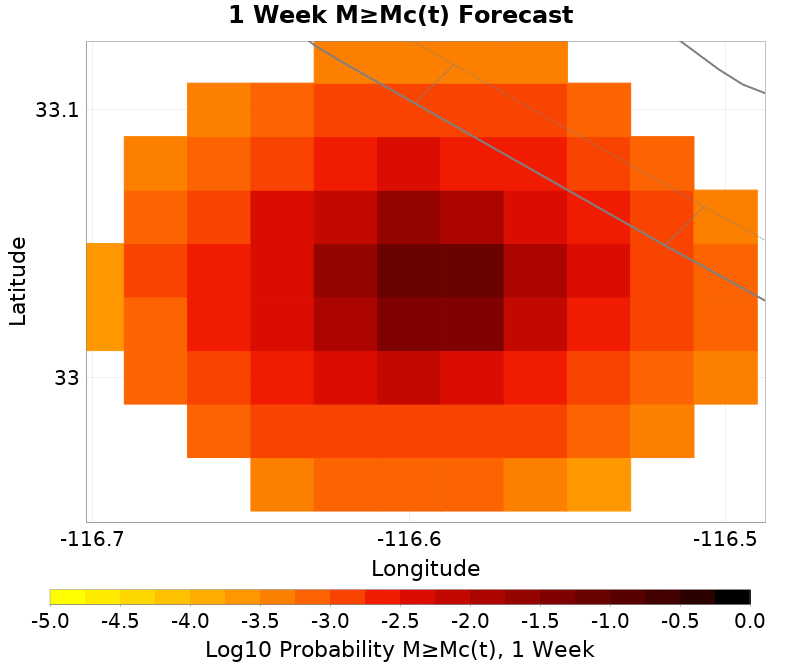 1 Week M≥Mc(t) Forecast
33.1
33
Latitude
-116.7 -116.6 -116.5
Longitude
-5.0 -4.5 -4.0 -3.5 -3.0 -2.5 -2.0 -1.5 -1.0 -0.5 0.0
Log10 Probability M≥Mc(t), 1 Week